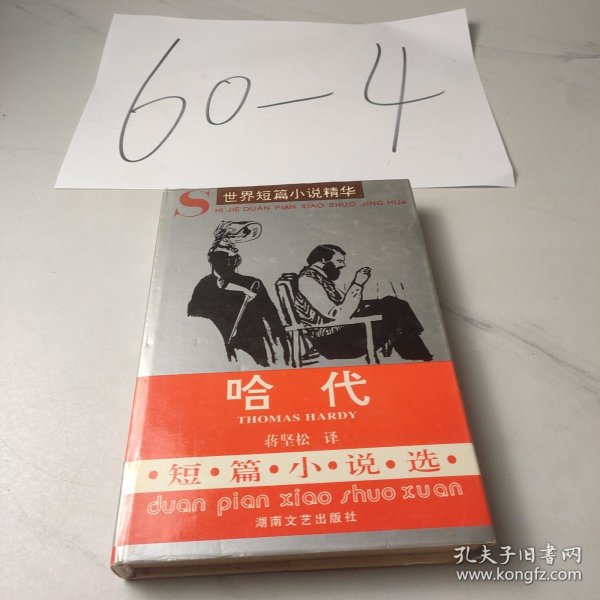 60-4
世界短篇小说精华
SHI JIE DUAN PIAN XIAO SHUO JING HUA
哈代
THOMAS HARDY
蒋坚松 译
·短·篇·小·说·选·
duan pian xiao shuo xuan
湖南文艺出版社
孔夫子旧书网
www.kongfz.com